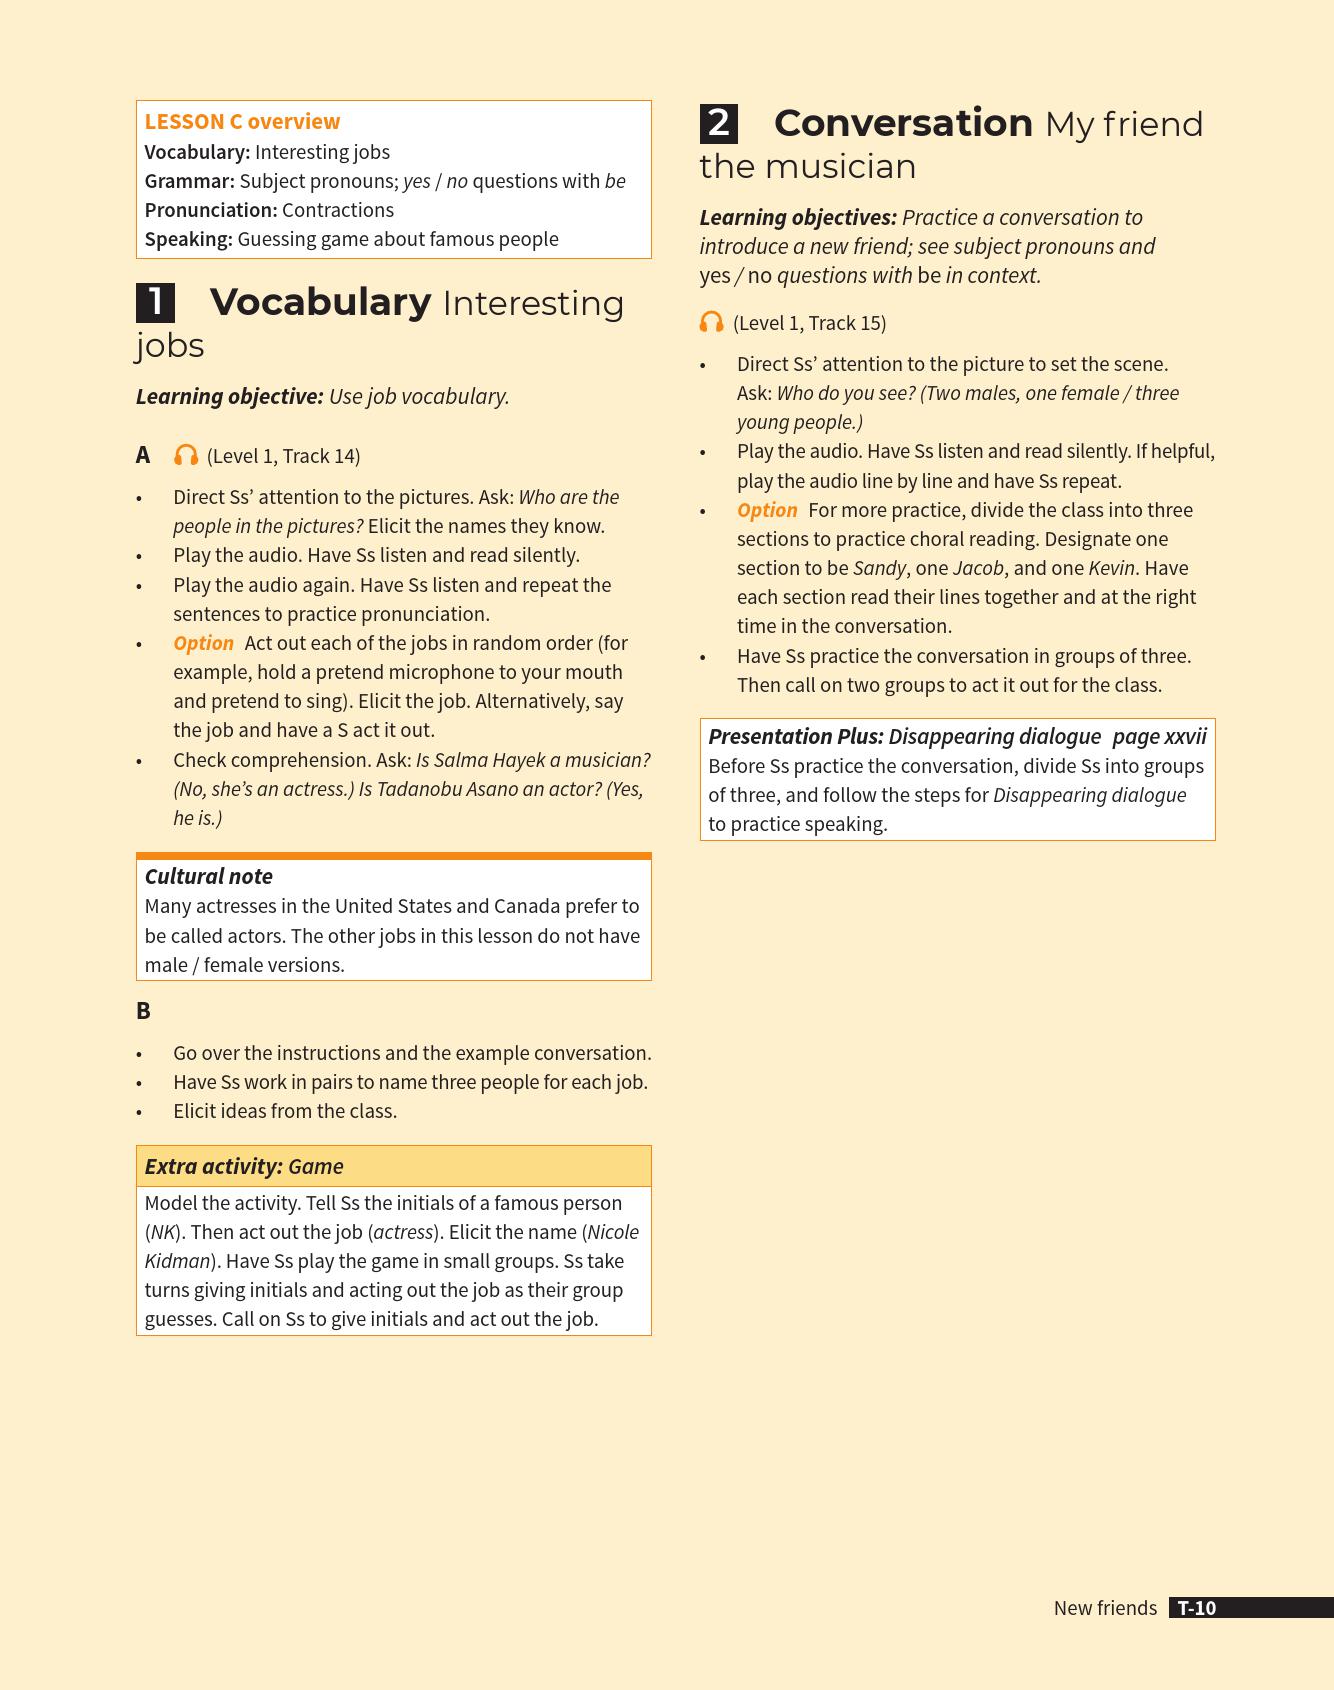 LESSON C overview
Vocabulary: Interesting jobs
Grammar: Subject pronouns; yes / no questions with be
Pronunciation: Contractions
Speaking: Guessing game about famous people
1 Vocabulary Interesting
jobs
Learning objective: Use job vocabulary.
A (Level 1, Track 14)
• Direct Ss’ attention to the pictures. Ask: Who are the
people in the pictures? Elicit the names they know.
• Play the audio. Have Ss listen and read silently.
• Play the audio again. Have Ss listen and repeat the
sentences to practice pronunciation.
• Option Act out each of the jobs in random order (for
example, hold a pretend microphone to your mouth
and pretend to sing). Elicit the job. Alternatively, say
the job and have a S act it out.
• Check comprehension. Ask: Is Salma Hayek a musician?
(No, she’s an actress.) Is Tadanobu Asano an actor? (Yes,
he is.)
Cultural note
Many actresses in the United States and Canada prefer to
be called actors. The other jobs in this lesson do not have
male / female versions.
B
• Go over the instructions and the example conversation.
• Have Ss work in pairs to name three people for each job.
• Elicit ideas from the class.
Extra activity: Game
Model the activity. Tell Ss the initials of a famous person
(NK). Then act out the job (actress). Elicit the name (Nicole
Kidman). Have Ss play the game in small groups. Ss take
turns giving initials and acting out the job as their group
guesses. Call on Ss to give initials and act out the job.
2 Conversation My friend
the musician
Learning objectives: Practice a conversation to
introduce a new friend; see subject pronouns and
yes / no questions with be in context.
(Level 1, Track 15)
• Direct Ss’ attention to the picture to set the scene.
Ask: Who do you see? (Two males, one female / three
young people.)
• Play the audio. Have Ss listen and read silently. If helpful,
play the audio line by line and have Ss repeat.
• Option For more practice, divide the class into three
sections to practice choral reading. Designate one
section to be Sandy, one Jacob, and one Kevin. Have
each section read their lines together and at the right
time in the conversation.
• Have Ss practice the conversation in groups of three.
Then call on two groups to act it out for the class.
Presentation Plus: Disappearing dialogue page xxvii
Before Ss practice the conversation, divide Ss into groups
of three, and follow the steps for Disappearing dialogue
to practice speaking.
New friends T-10